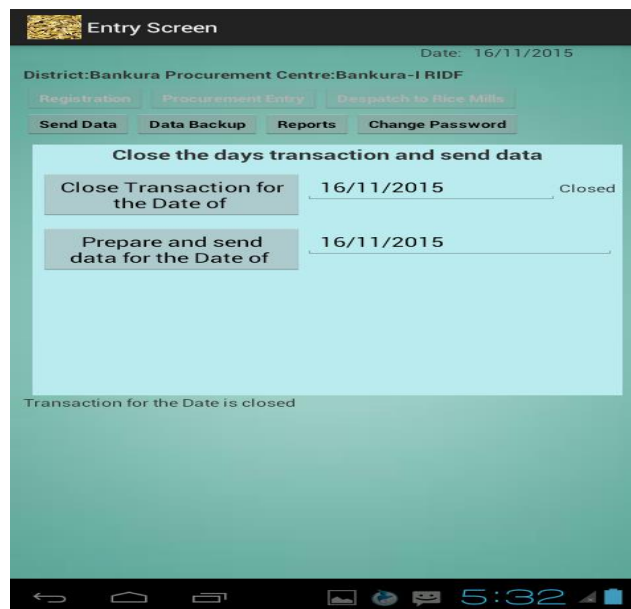 Entry Screen
Date: 16/11/2015
District:Bankura Procurement Centre:Bankura-I RIDF
Registration Procurement Entry Despatch to Rice Mills
Send Data Data Backup Reports Change Password
Close the days transaction and send data
Close Transaction for the Date of 16/11/2015 Closed
Prepare and send data for the Date of 16/11/2015
Transaction for the Date is closed
5:32